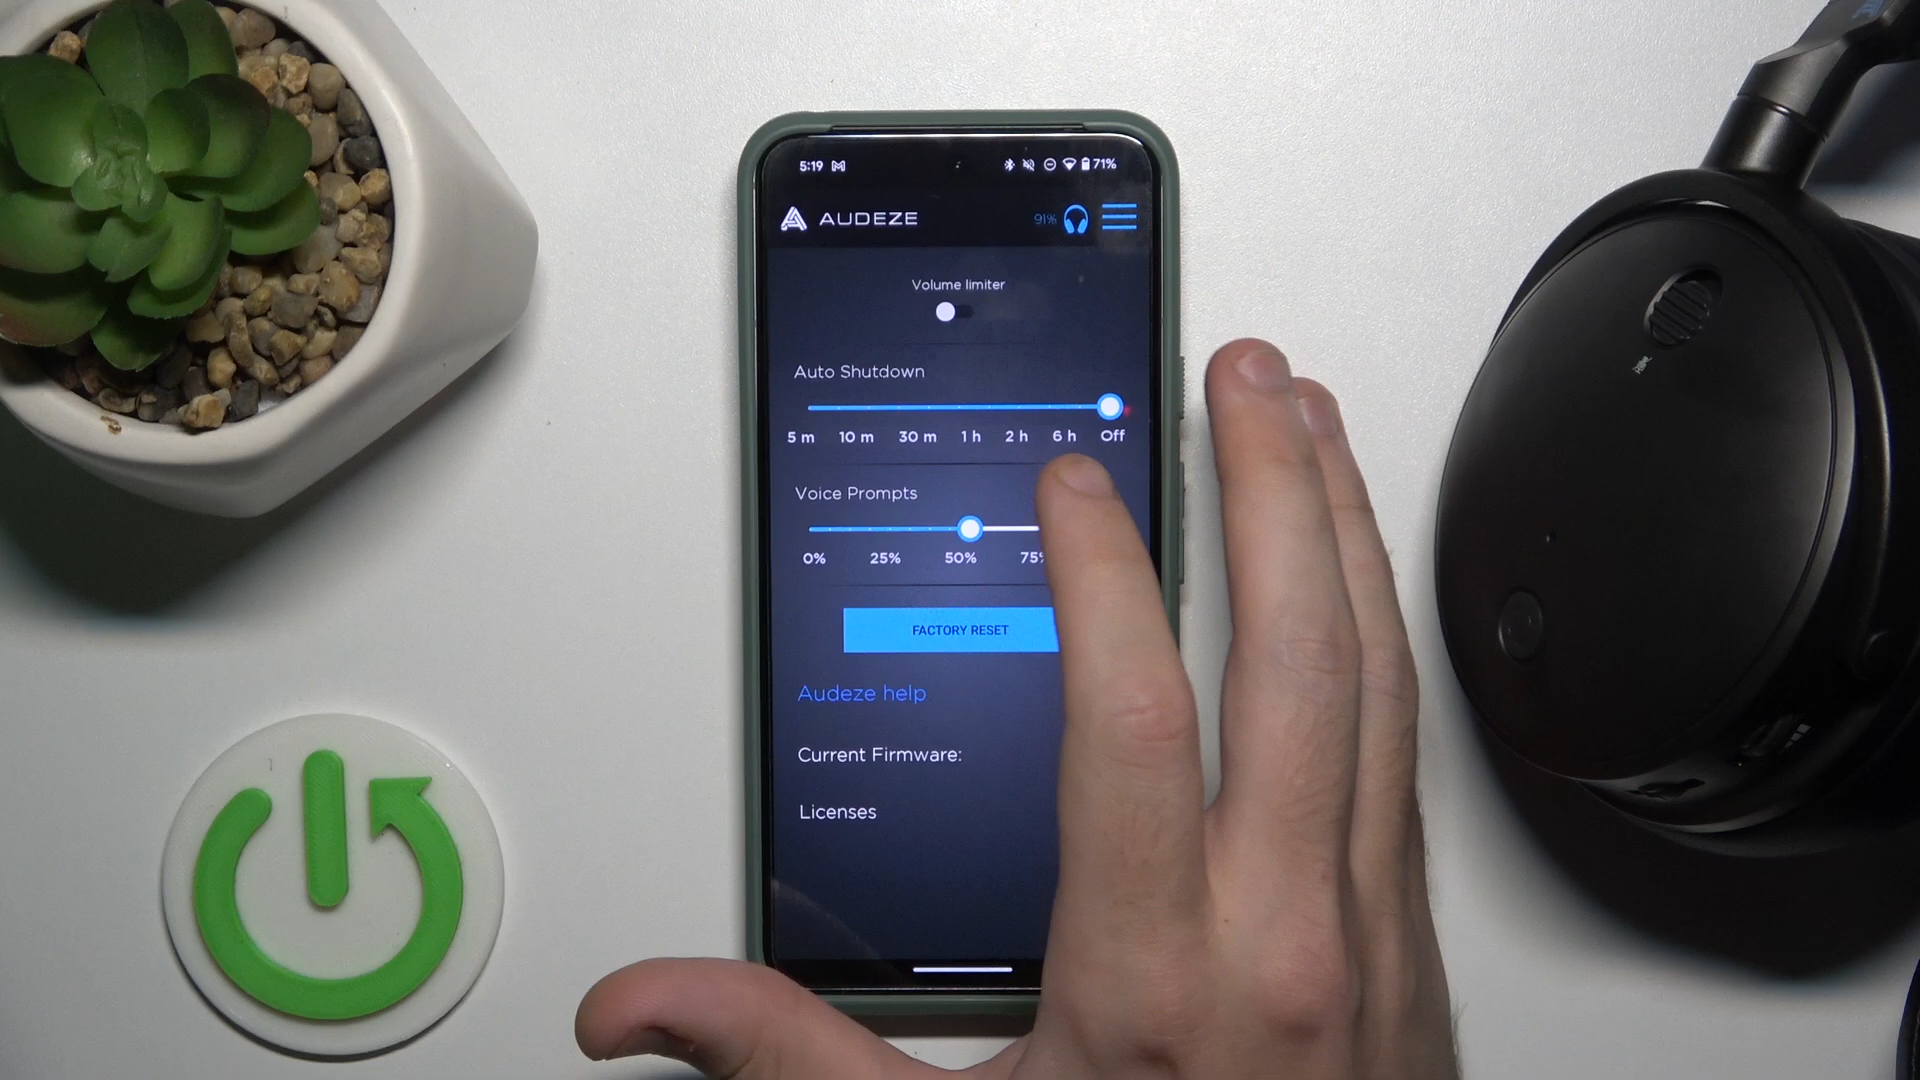 5:19
71%
AUDEZE
91%
Volume limiter
Auto Shutdown
5 m 10 m 30 m 1 h 2 h 6 h Off
Voice Prompts
0% 25% 50% 75%
FACTORY RESET
Audeze help
Current Firmware:
Licenses